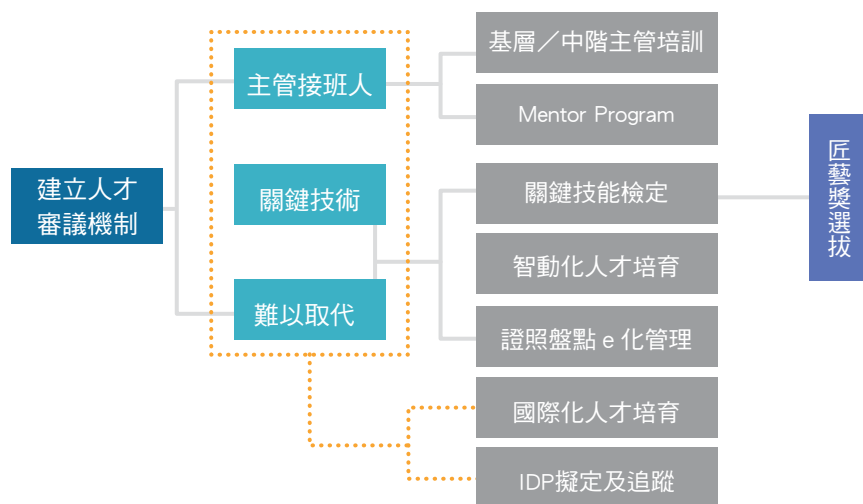 建立人才
審議機制
主管接班人
關鍵技術
難以取代
基層／中階主管培訓
Mentor Program
關鍵技能檢定
智動化人才培育
證照盤點 e 化管理
國際化人才培育
IDP擬定及追蹤
匠藝獎選拔